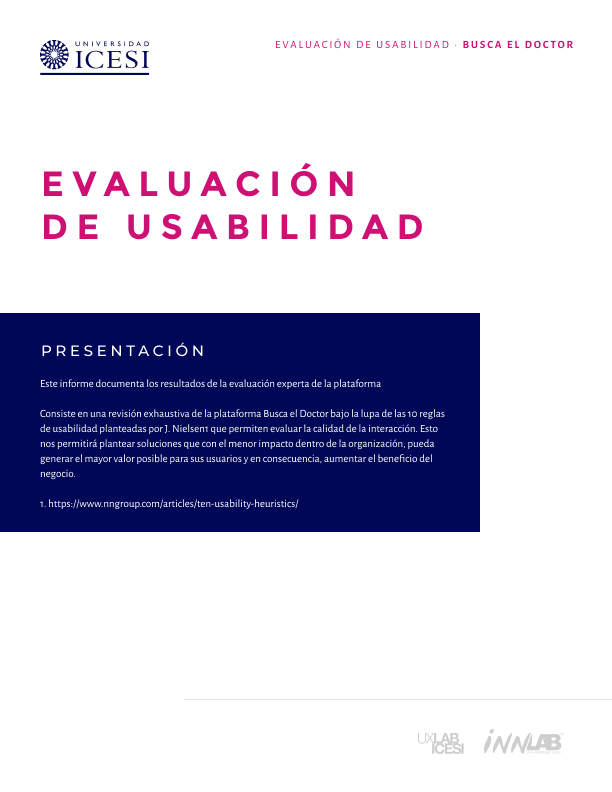 UNIVERSIDAD
ICESI
EVALUACIÓN DE USABILIDAD · BUSCA EL DOCTOR
EVALUACIÓN
DE USABILIDAD
PRESENTACIÓN
Este informe documenta los resultados de la evaluación experta de la plataforma
Consiste en una revisión exhaustiva de la plataforma Busca el Doctor bajo la lupa de las 10 reglas
de usabilidad planteadas por J. Nielsen1 que permiten evaluar la calidad de la interacción. Esto
nos permitirá plantear soluciones que con el menor impacto dentro de la organización, pueda
generar el mayor valor posible para sus usuarios y en consecuencia, aumentar el beneficio del
negocio.
1. https://www.nngroup.com/articles/ten-usability-heuristics/
UXLAB
ICESI
INNLAB